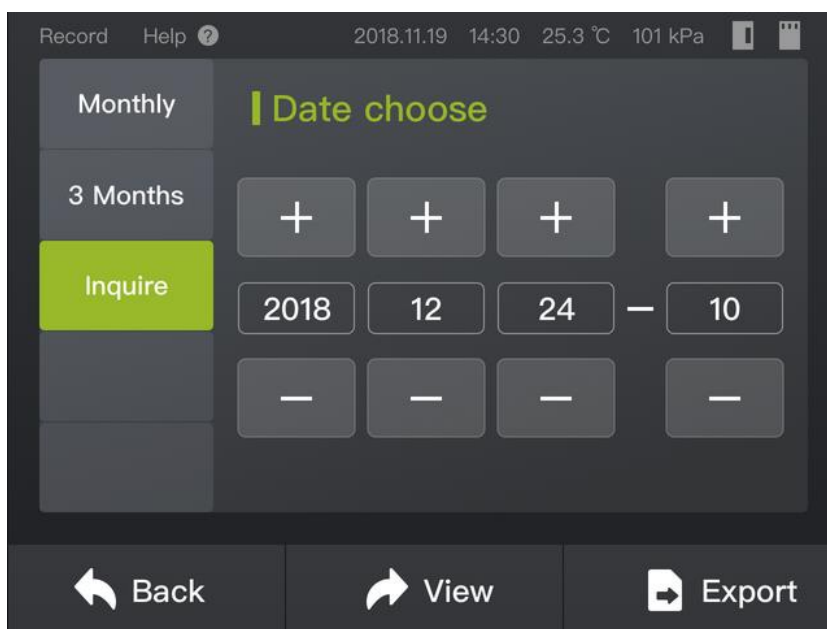 Record Help ? 2018.11.19 14:30 25.3 ℃ 101 kPa
Monthly
Date choose
3 Months
+ + + +
Inquire
2018 12 24 — 10
— — — —
Back View Export